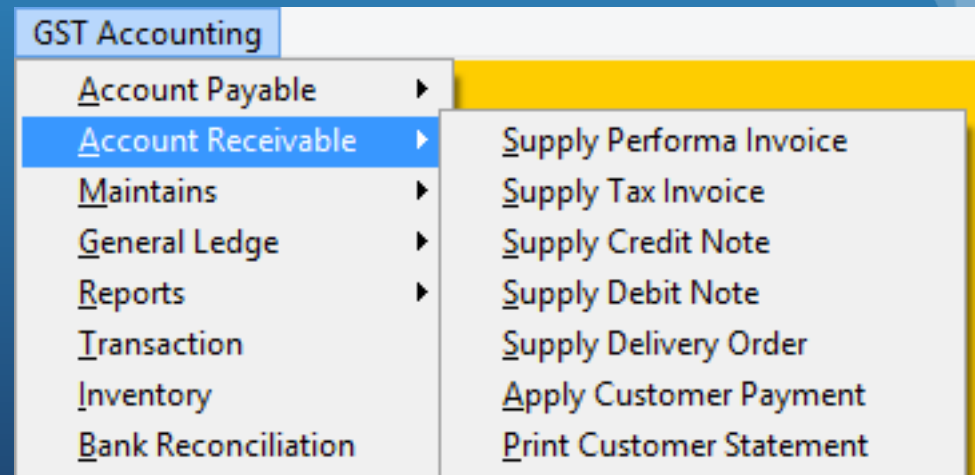 GST Accounting
Account Payable
Account Receivable
Maintains
General Ledge
Reports
Transaction
Inventory
Bank Reconciliation
Supply Performa Invoice
Supply Tax Invoice
Supply Credit Note
Supply Debit Note
Supply Delivery Order
Apply Customer Payment
Print Customer Statement